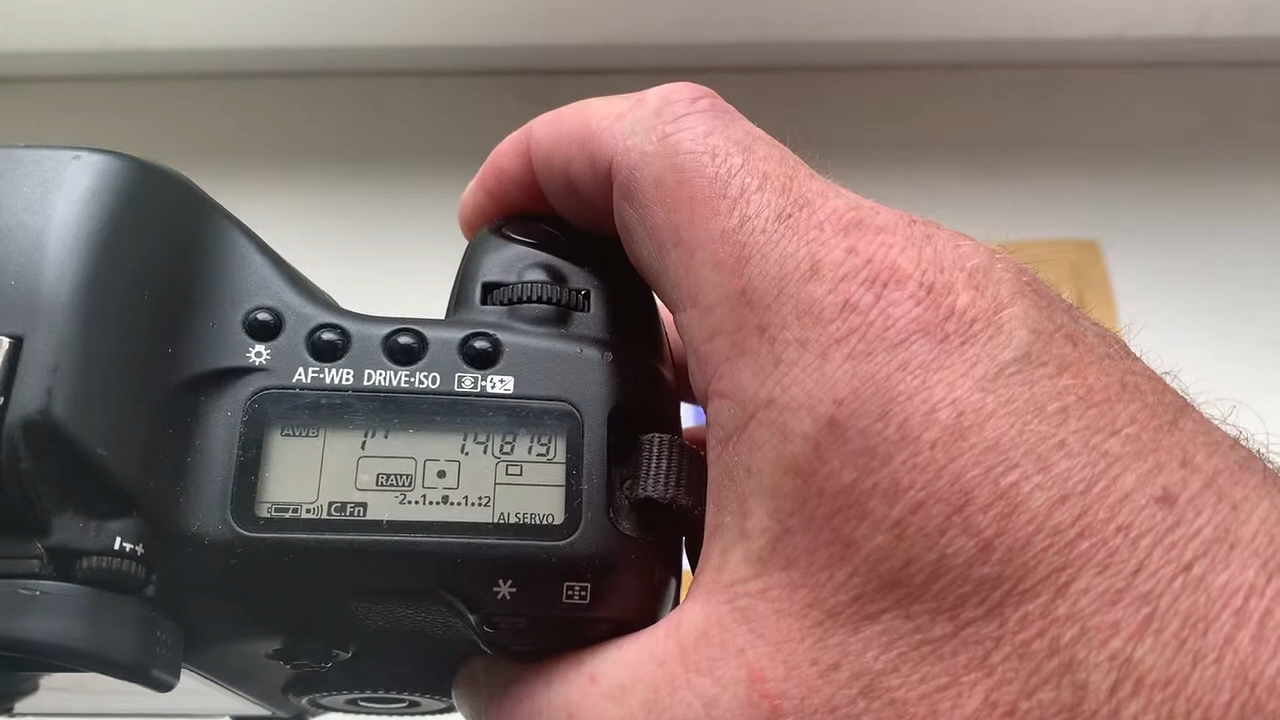 AF•WB DRIVE•ISO
AWB 1" 1.4 [879]
RAW
-2..1..0..1.:2
C.Fn AI SERVO